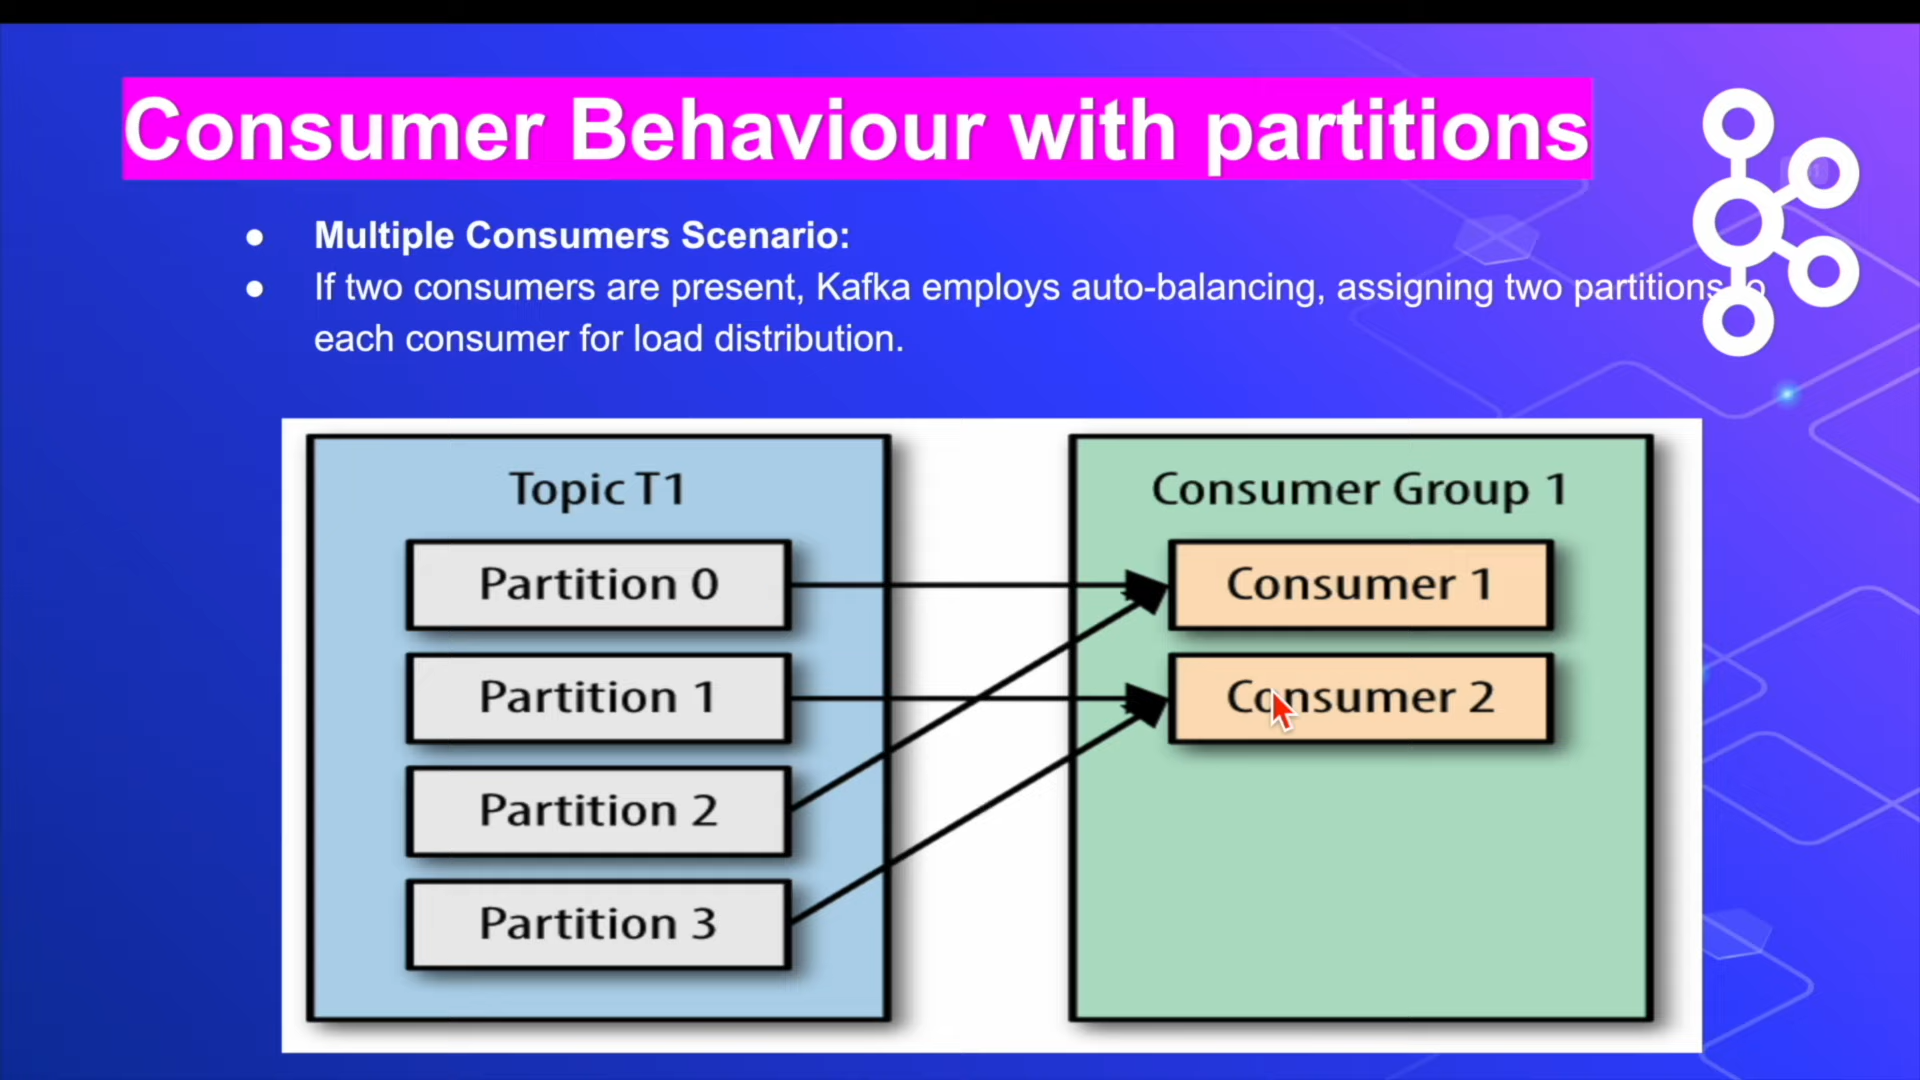 Consumer Behaviour with partitions
Multiple Consumers Scenario:
If two consumers are present, Kafka employs auto-balancing, assigning two partitions
each consumer for load distribution.
Topic T1
Partition 0
Partition 1
Partition 2
Partition 3
Consumer Group 1
Consumer 1
Consumer 2